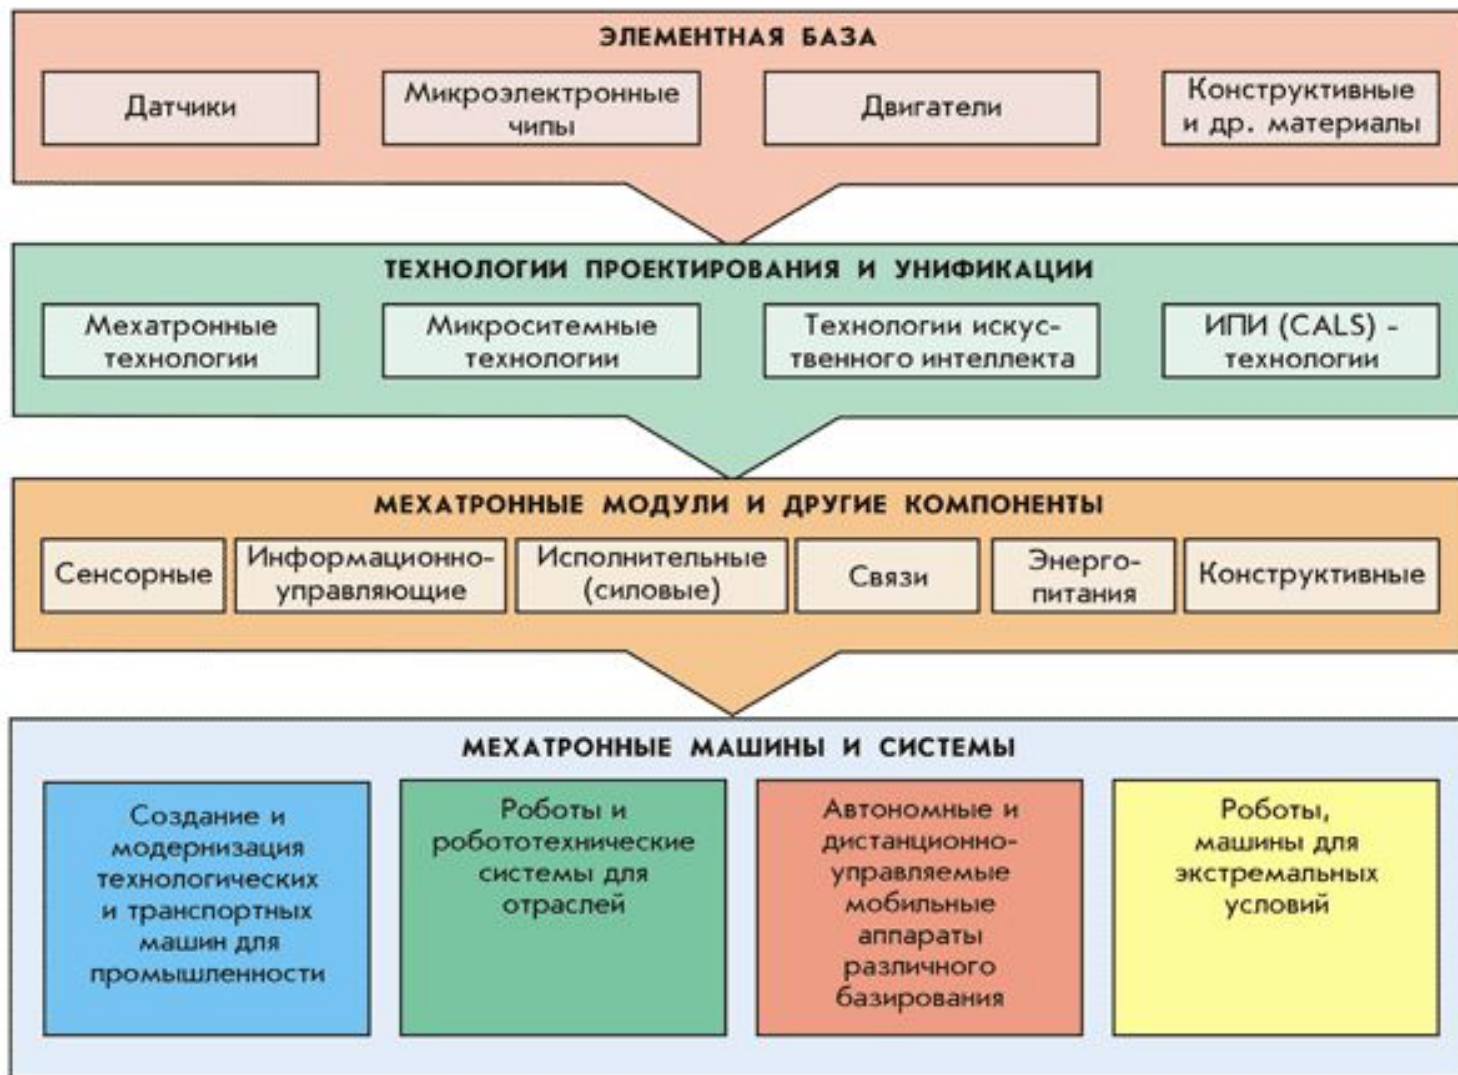 ЭЛЕМЕНТНАЯ БАЗА
Датчики
Микроэлектронные
чипы
Двигатели
Конструктивные
и др. материалы
ТЕХНОЛОГИИ ПРОЕКТИРОВАНИЯ И УНИФИКАЦИИ
Мехатронные
технологии
Микроситемные
технологии
Технологии искус-
твенного интеллекта
ИПИ (CALS) -
технологии
МЕХАТРОННЫЕ МОДУЛИ И ДРУГИЕ КОМПОНЕНТЫ
Сенсорные
Информационно-
управляющие
Исполнительные
(силовые)
Связи
Энерго-
питания
Конструктивные
МЕХАТРОННЫЕ МАШИНЫ И СИСТЕМЫ
Создание и
модернизация
технологических
и транспортных
машин для
промышленности
Роботы и
робототехнические
системы для
отраслей
Автономные и
дистанционно-
управляемые
мобильные
аппараты
различного
базирования
Роботы,
машины для
экстремальных
условий